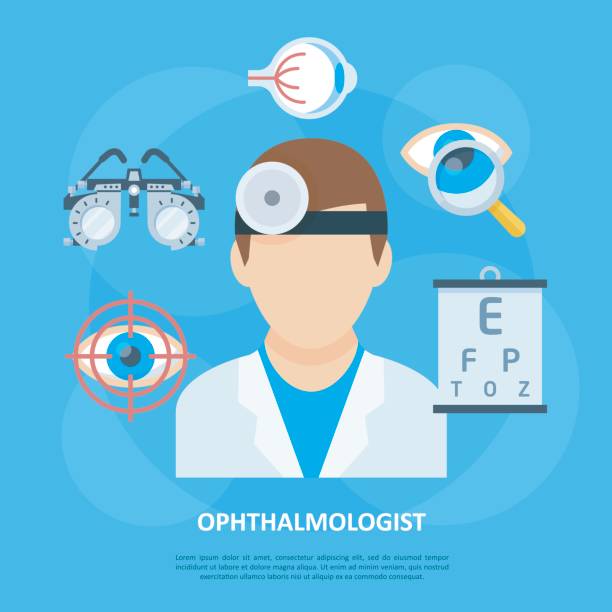 E
F P
T O Z
OPHTHALMOLOGIST
Lorem ipsum dolor sit amet, consectetur adipiscing elit, sed do
eiusmod tempor incididunt ut labore et dolore magna
aliqua. Ut enim ad minim veniam, quis nostrud
exercitation ullamco laboris nisi ut aliquip ex ea commodo consequat.